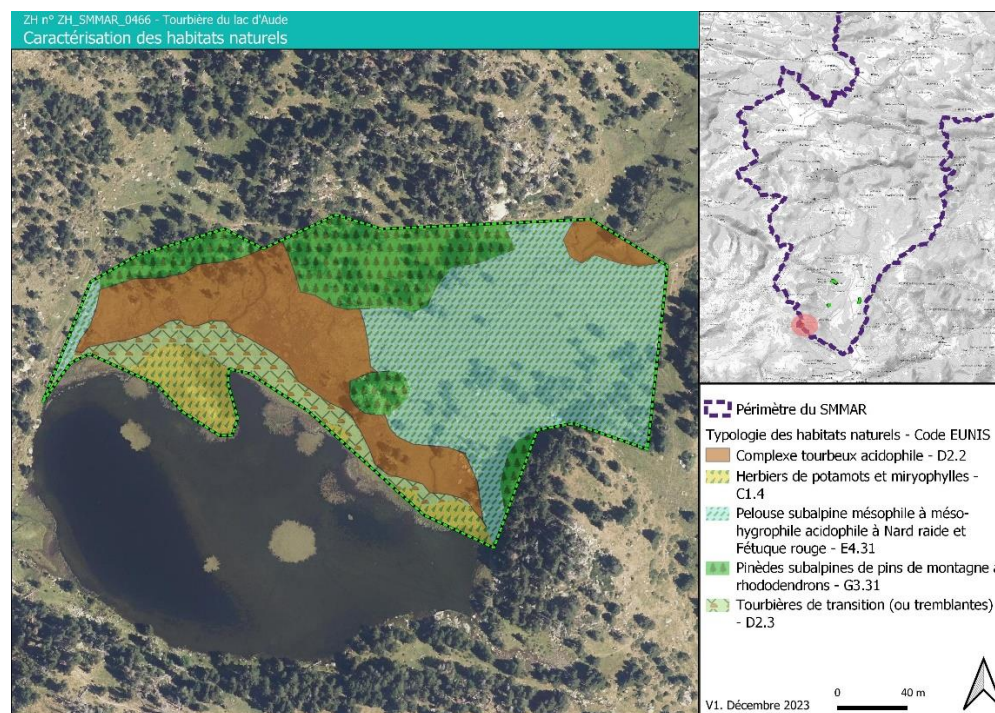 ZH n° ZH_SMMAR_0466 - Tourbière du lac d'Aude
Caractérisation des habitats naturels
Périmètre du SMMAR
Typologie des habitats naturels - Code EUNIS
Complexe tourbeux acidophile - D2.2
Herbiers de potamots et miryophylles -
C1.4
Pelouse subalpine mésophile à méso-
hygrophile acidophile à Nard raide et
Fétuque rouge - E4.31
Pinèdes subalpines de pins de montagne à
rhododendrons - G3.31
Tourbières de transition (ou tremblantes)
- D2.3
V1. Décembre 2023
0 40 m